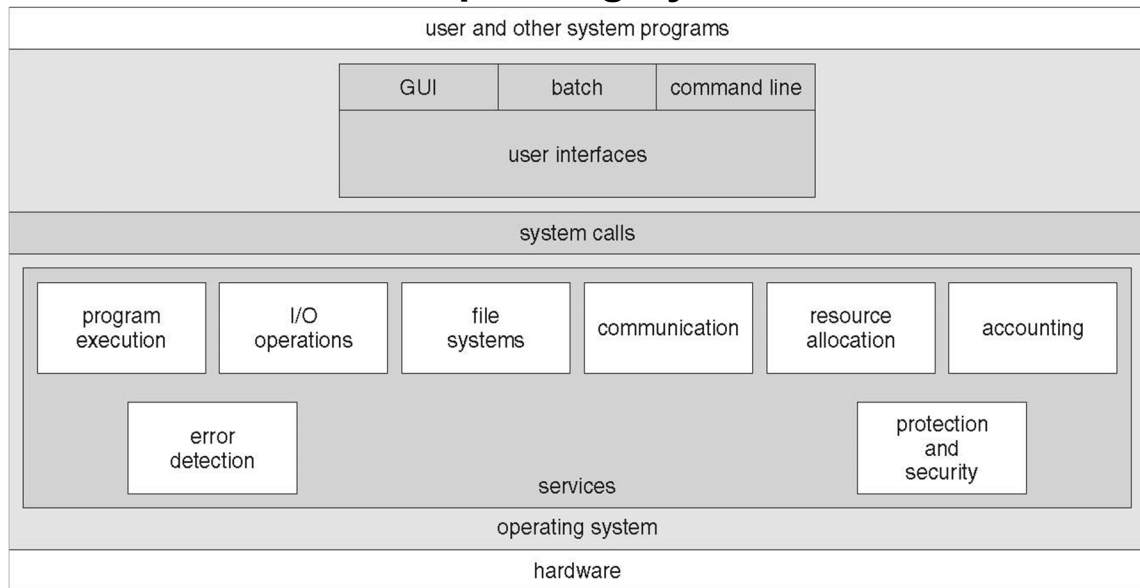 user and other system programs
GUI batch command line
user interfaces
system calls
program
execution
I/O
operations
file
systems
communication
resource
allocation
accounting
error
detection
protection
and
security
services
operating system
hardware